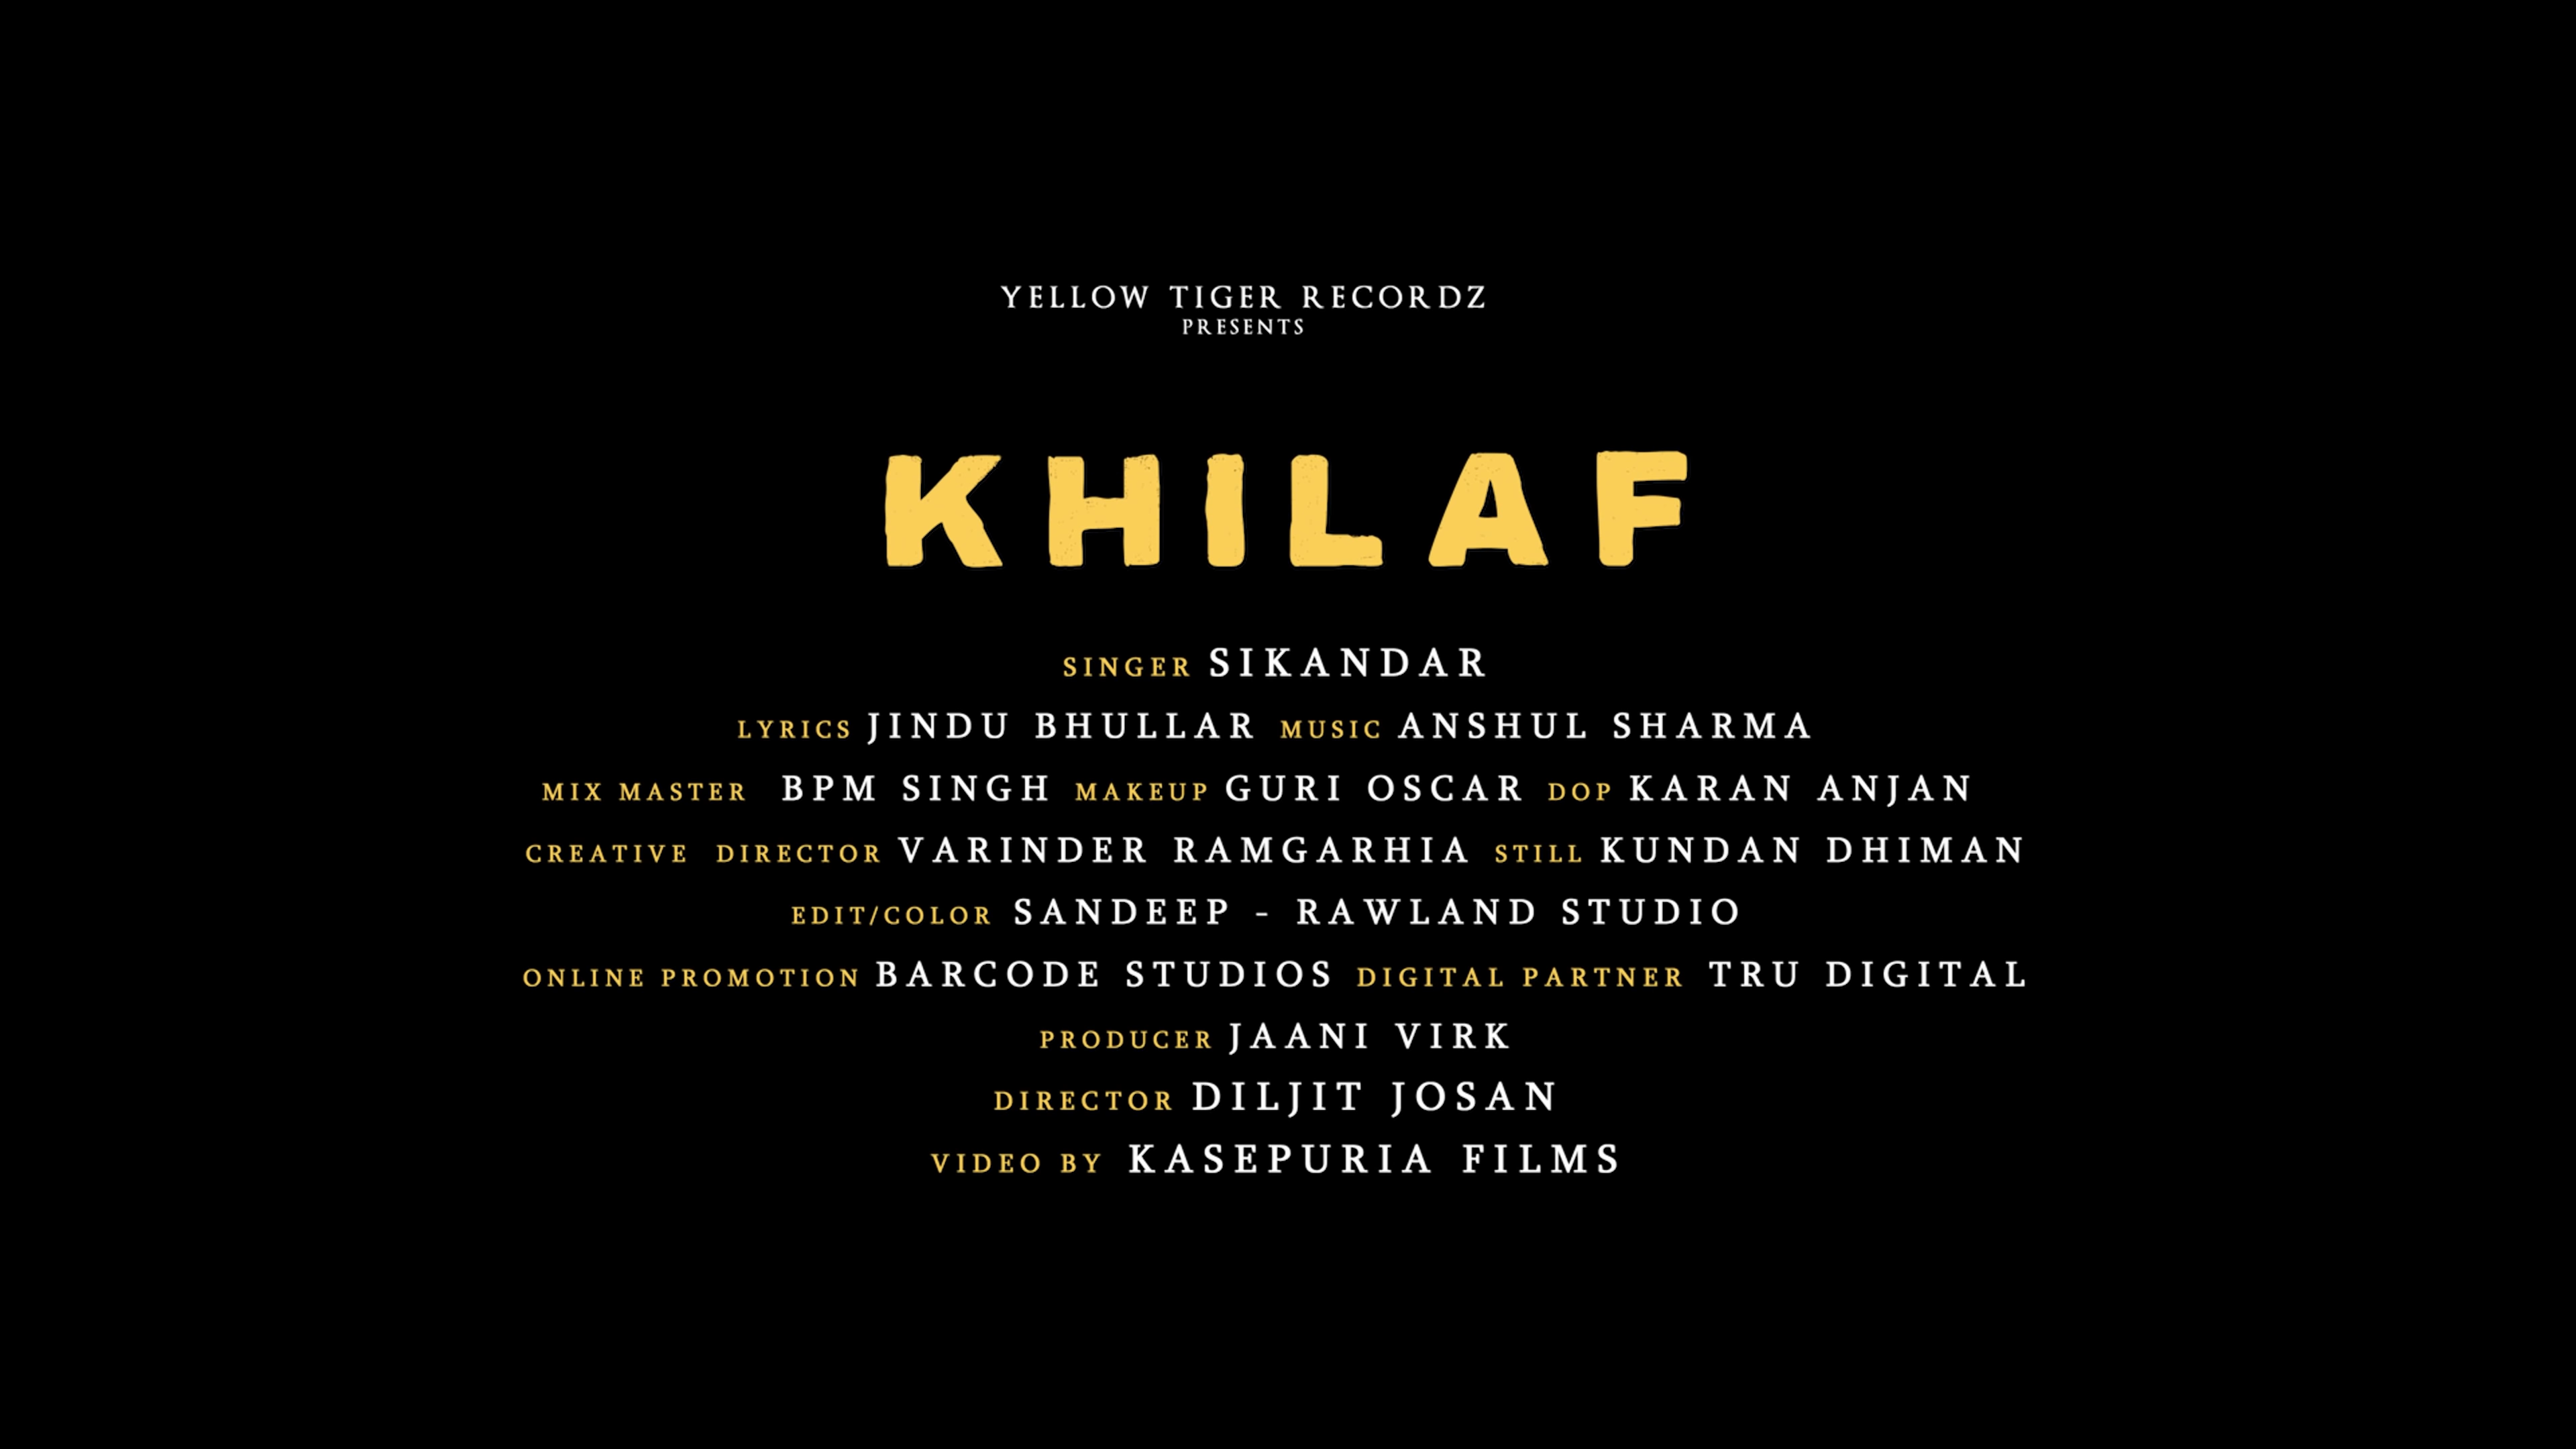 YELLOW TIGER RECORDZ
PRESENTS
KHILAF
SINGER SIKANDAR
LYRICS JINDU BHULLAR MUSIC ANSHUL SHARMA
MIX MASTER BPM SINGH MAKEUP GURI OSCAR DOP KARAN ANJAN
CREATIVE DIRECTOR VARINDER RAMGARHIA STILL KUNDAN DHIMAN
EDIT/COLOR SANDEEP - RAWLAND STUDIO
ONLINE PROMOTION BARCODE STUDIOS DIGITAL PARTNER TRU DIGITAL
PRODUCER JAANI VIRK
DIRECTOR DILJIT JOSAN
VIDEO BY KASEPURIA FILMS